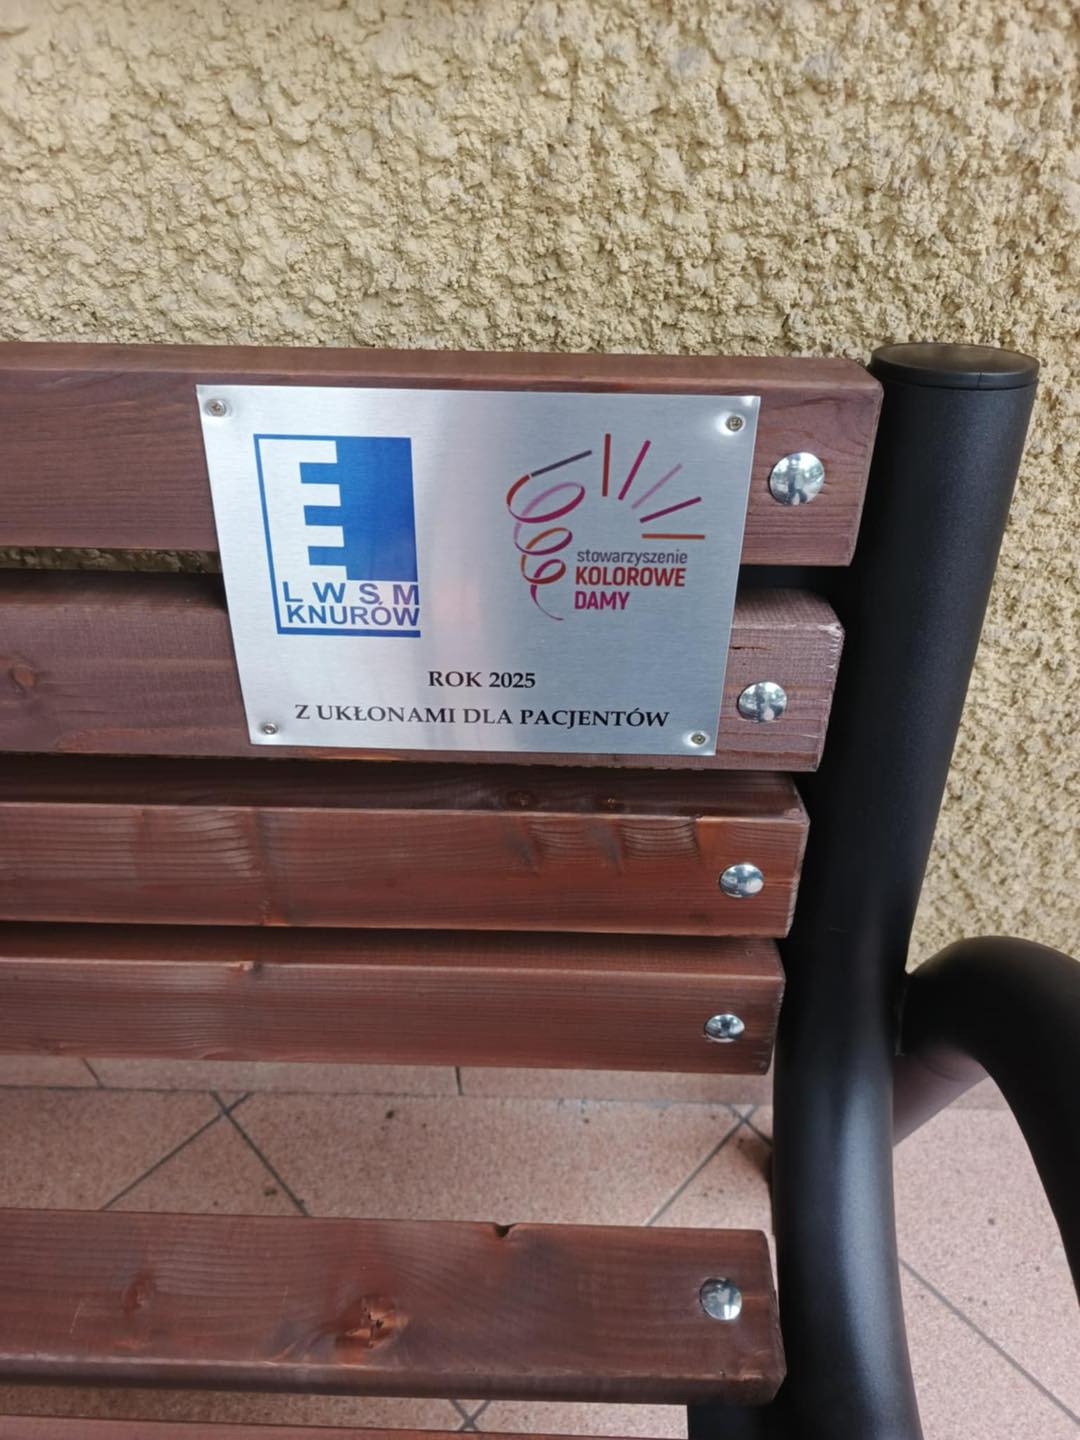 L W S M
KNURÓW
stowarzyszenie
KOLOROWE
DAMY
ROK 2025
Z UKŁONAMI DLA PACJENTÓW